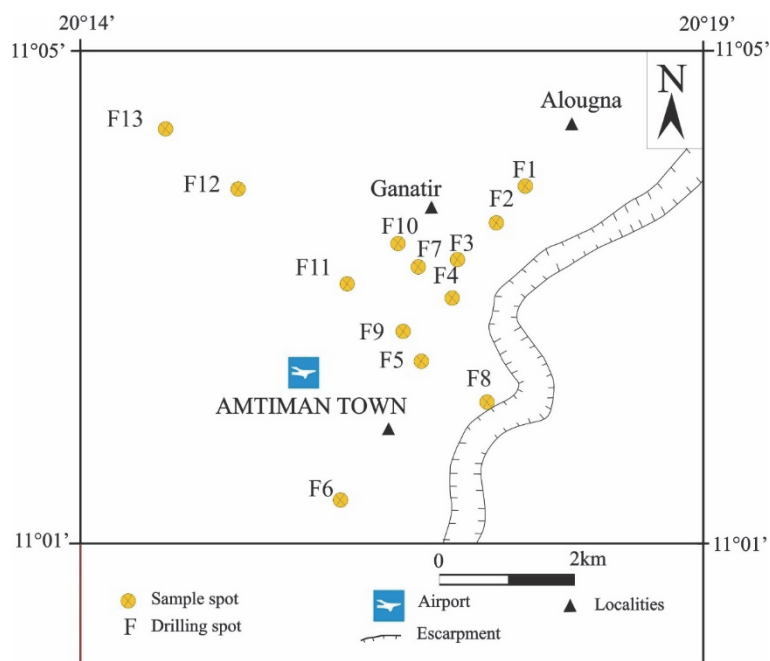 20°14’ 20°19’
11°05’ 11°05’
N
Alougna
F13
F1
F12
Ganatir
F2
F10
F3
F7
F4
F11
F9
F5
AMTIMAN TOWN
F8
F6
11°01’ 11°01’
0 2km
Sample spot
Airport
Localities
F Drilling spot
Escarpment